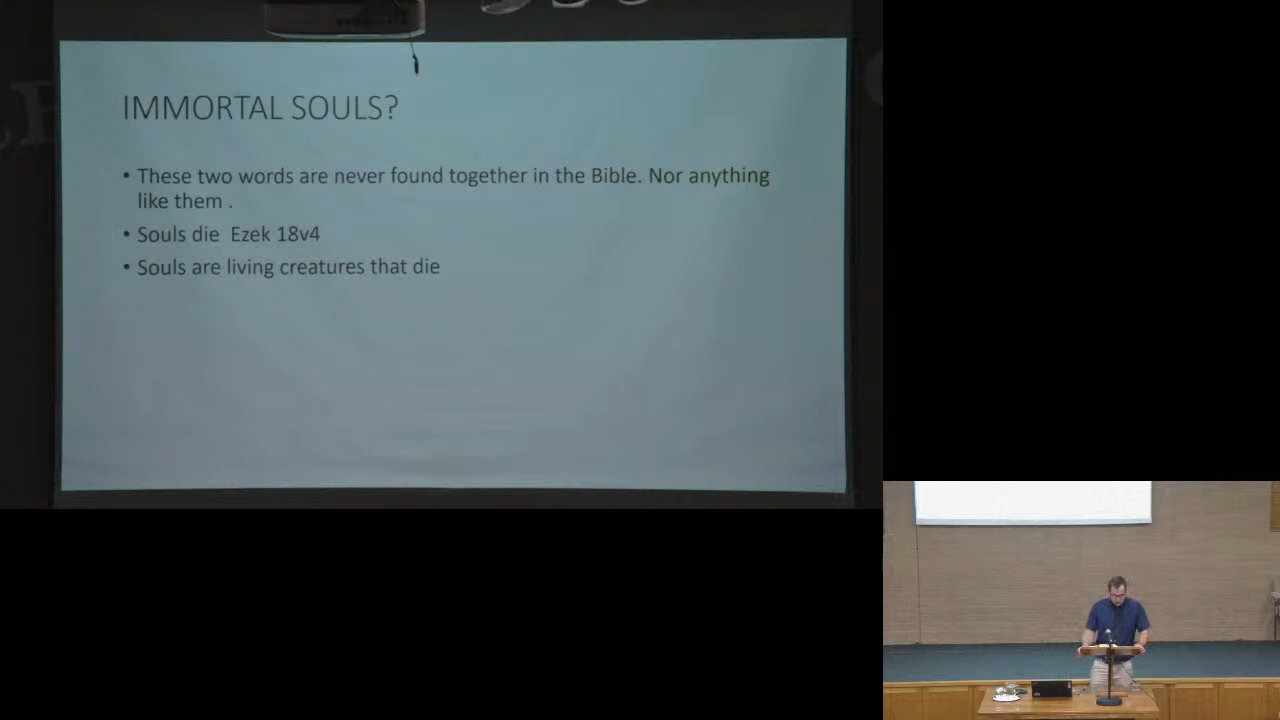 IMMORTAL SOULS?
• These two words are never found together in the Bible. Nor anything
like them .
• Souls die  Ezek 18v4
• Souls are living creatures that die